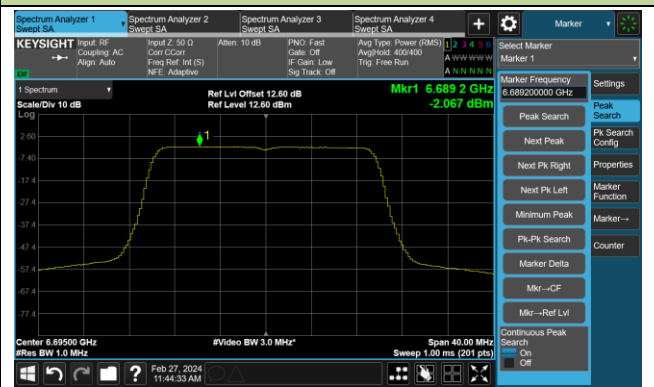 Spectrum Analyzer 1
Swept SA
Spectrum Analyzer 2
Swept SA
Spectrum Analyzer 3
Swept SA
Spectrum Analyzer 4
Swept SA
+
Marker
KEYSIGHT
Input: RF
Coupling: AC
Align: Auto
Input Z: 50 Ω
Corr CCorr
Freq Ref: Int (S)
NFE: Adaptive
Atten: 10 dB
PNO: Fast
Gate: Off
IF Gain: Low
Sig Track: Off
Avg Type: Power (RMS)
Avg|Hold: 400/400
Trig: Free Run
1 2 3 4 5 6
A W W W W W
A N N N N N
LXI
Select Marker
Marker 1
1 Spectrum
Scale/Div 10 dB
Log
Ref Lvl Offset 12.60 dB
Ref Level 12.60 dBm
Mkr1 6.689 2 GHz
-2.067 dBm
1
2.60
-7.40
-17.4
-27.4
-37.4
-47.4
-57.4
-67.4
-77.4
Center 6.69500 GHz
#Res BW 1.0 MHz
#Video BW 3.0 MHz*
Span 40.00 MHz
Sweep 1.00 ms (201 pts)
Marker Frequency
6.689200000 GHz
Peak Search
Next Peak
Next Pk Right
Next Pk Left
Minimum Peak
Pk-Pk Search
Marker Delta
Mkr→CF
Mkr→Ref Lvl
Continuous Peak
Search
On
Off
Settings
Peak
Search
Pk Search
Config
Properties
Marker
Function
Marker→
Counter
?
Feb 27, 2024
11:44:33 AM